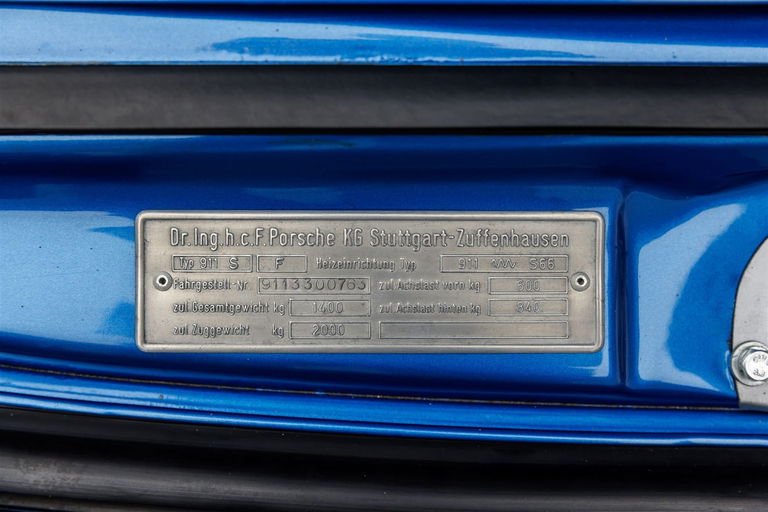 Dr.Ing.h.c.F.Porsche KG Stuttgart-Zuffenhausen
Typ 911 S F Heizeinrichtung Typ 911 S66
Fahrgestell-Nr. 9113300763 zul Achslast vorn kg 600
zul Gesamtgewicht kg 1400 zul Achslast hinten kg 840
zul Zuggewicht kg 2000